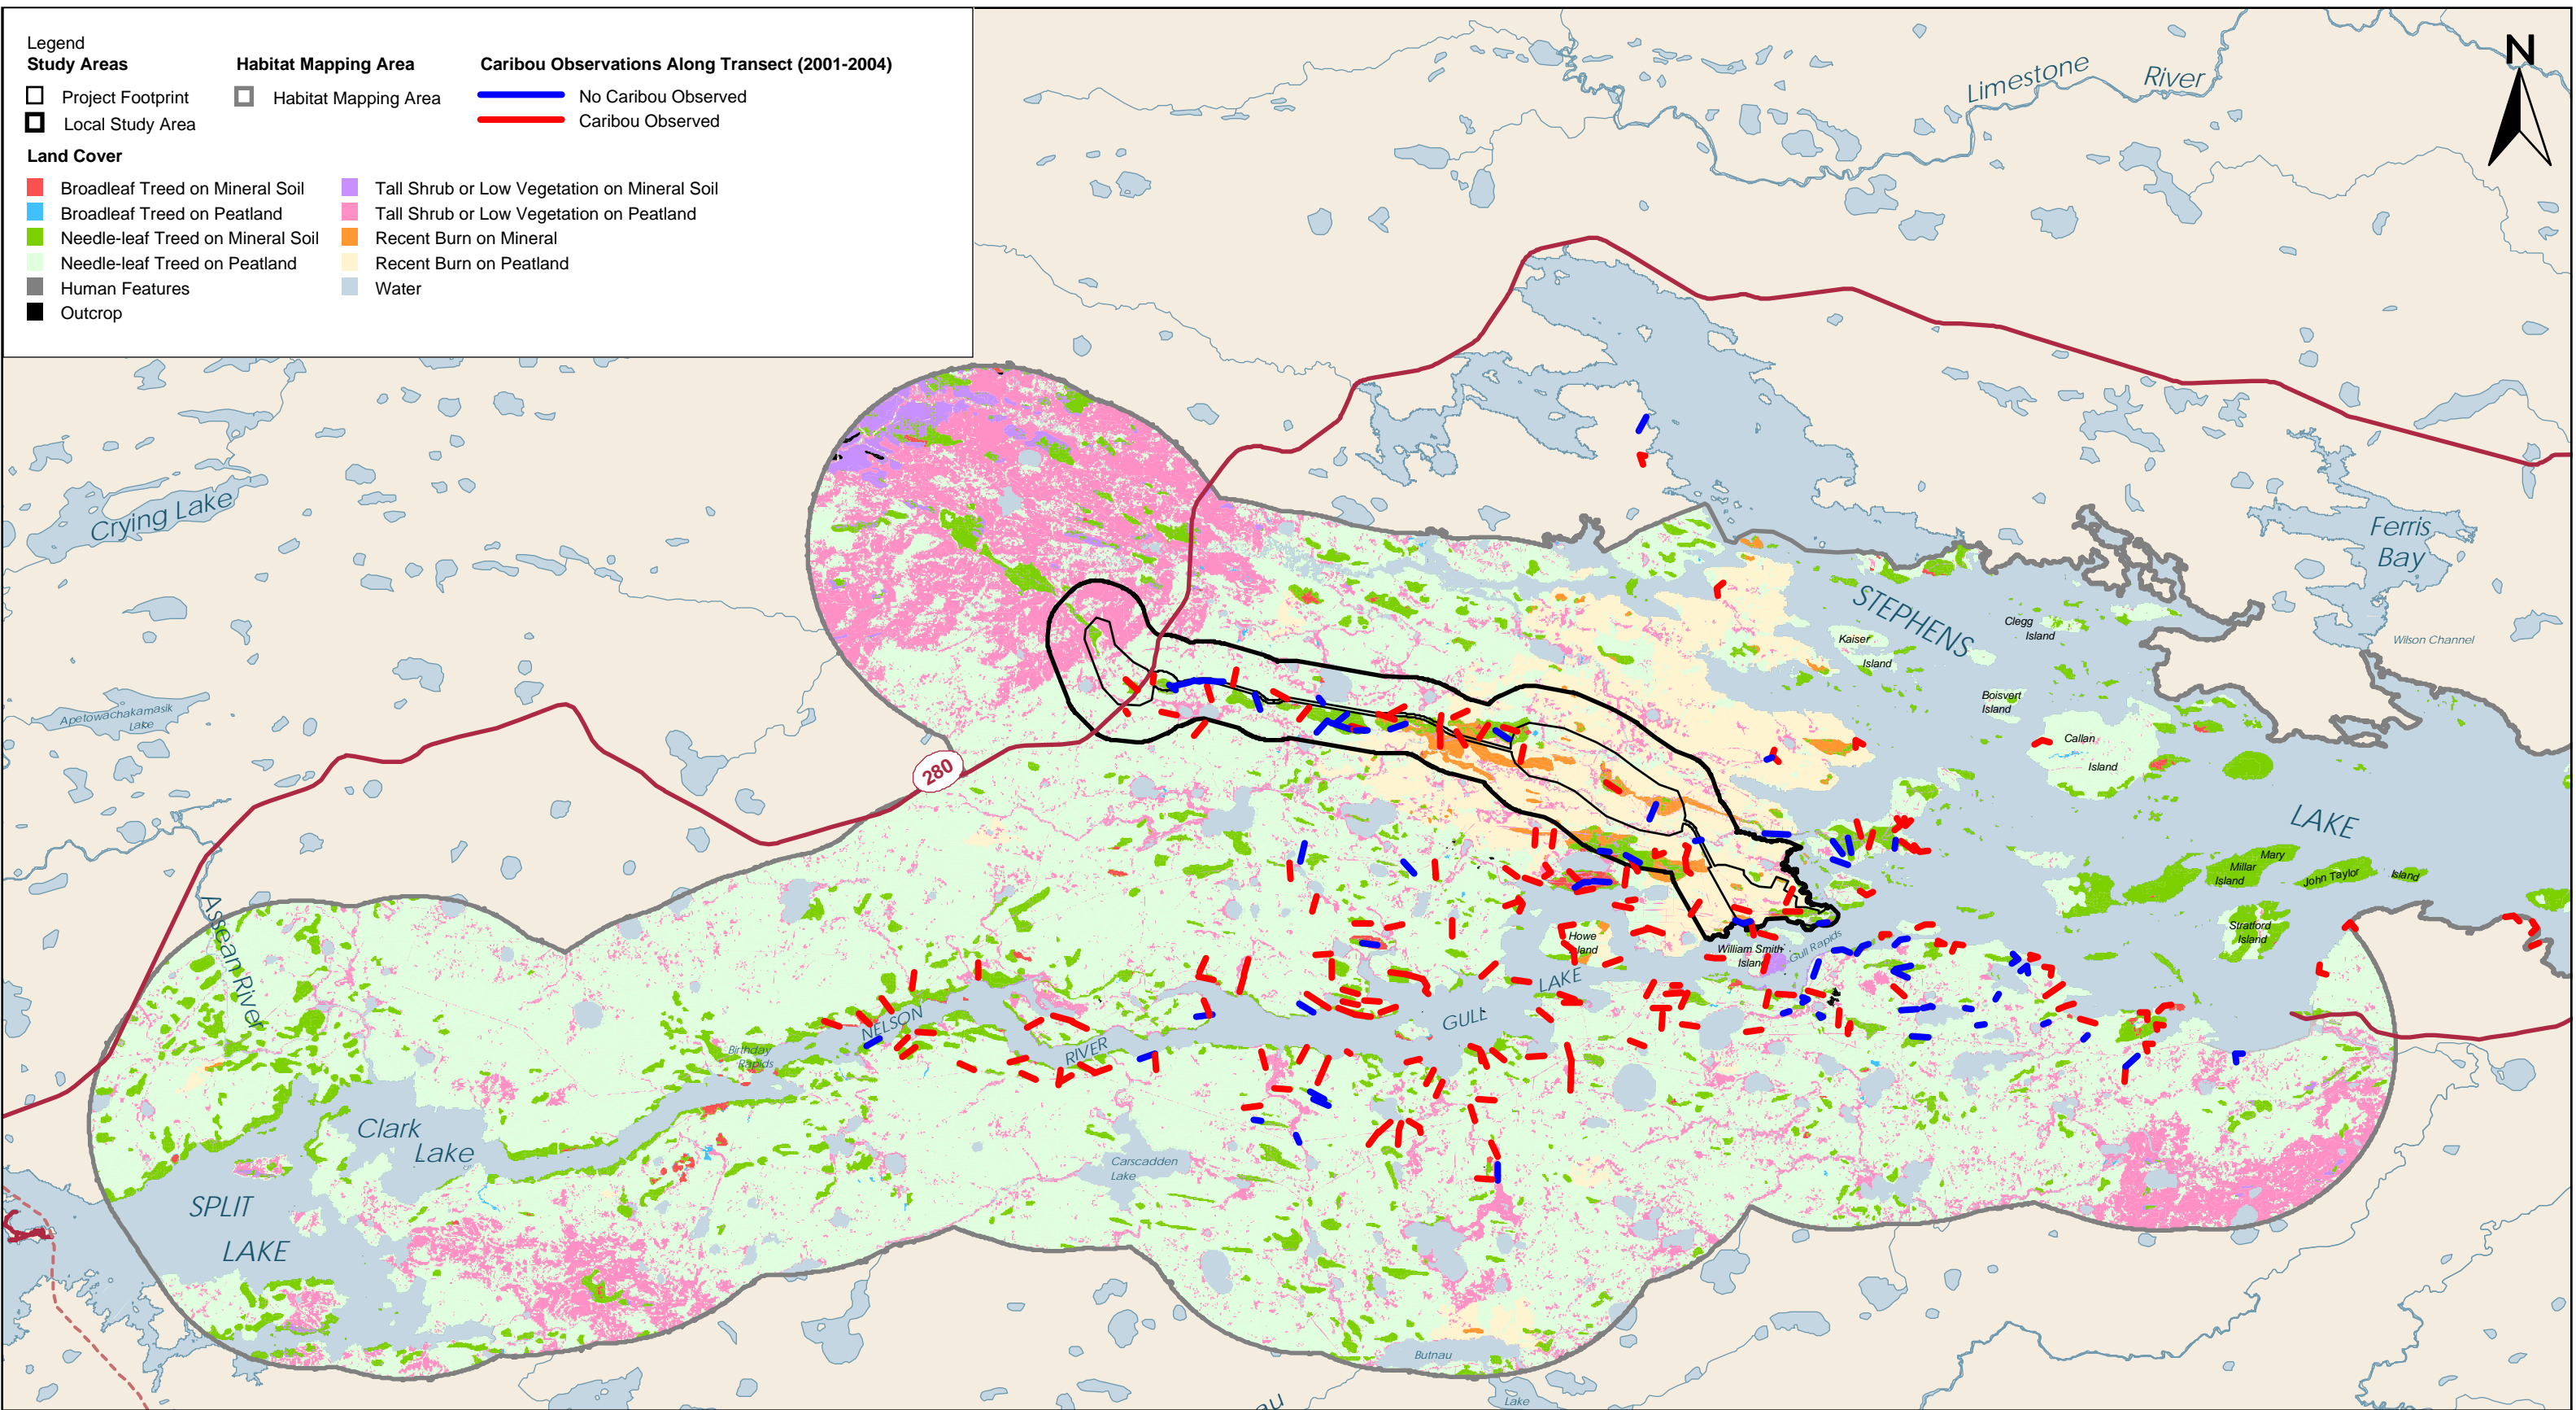 Legend
Study Areas
Project Footprint
Local Study Area
Habitat Mapping Area
Habitat Mapping Area
Caribou Observations Along Transect (2001-2004)
No Caribou Observed
Caribou Observed
Land Cover
Broadleaf Treed on Mineral Soil
Broadleaf Treed on Peatland
Needle-leaf Treed on Mineral Soil
Needle-leaf Treed on Peatland
Human Features
Outcrop
Tall Shrub or Low Vegetation on Mineral Soil
Tall Shrub or Low Vegetation on Peatland
Recent Burn on Mineral
Recent Burn on Peatland
Water
N
Limestone River
Crying Lake
Ferris
Bay
STEPHENS
Clegg
Island
Kaiser
Island
Wilson Channel
Boisvert
Island
Apetowachakamasik
Lake
Callan
Island
280
LAKE
Mary
Millar
Island
John Taylor Island
Assean River
Stratford
Island
Howe
Island
William Smith
Island
Gull Rapids
GULL LAKE
NELSON
RIVER
Birthday
Rapids
Clark
Lake
Carscadden
Lake
SPLIT
LAKE
Butnau
Lake
au